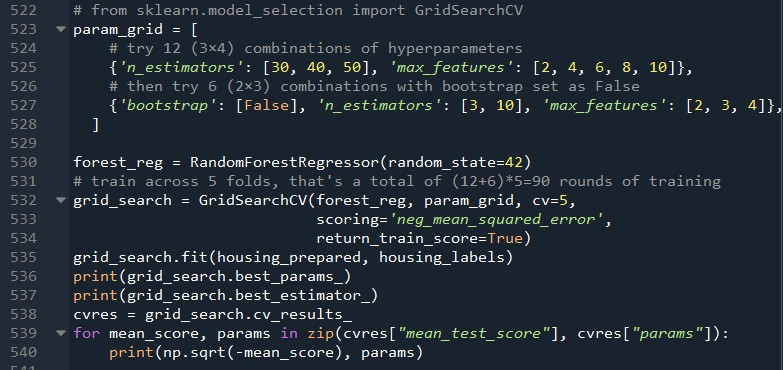 522 # from sklearn.model_selection import GridSearchCV
523 param_grid = [
524     # try 12 (3×4) combinations of hyperparameters
525     {'n_estimators': [30, 40, 50], 'max_features': [2, 4, 6, 8, 10]},
526     # then try 6 (2×3) combinations with bootstrap set as False
527     {'bootstrap': [False], 'n_estimators': [3, 10], 'max_features': [2, 3, 4]},
528   ]
529
530 forest_reg = RandomForestRegressor(random_state=42)
531 # train across 5 folds, that's a total of (12+6)*5=90 rounds of training
532 grid_search = GridSearchCV(forest_reg, param_grid, cv=5,
533                            scoring='neg_mean_squared_error',
534                            return_train_score=True)
535 grid_search.fit(housing_prepared, housing_labels)
536 print(grid_search.best_params_)
537 print(grid_search.best_estimator_)
538 cvres = grid_search.cv_results_
539 for mean_score, params in zip(cvres["mean_test_score"], cvres["params"]):
540     print(np.sqrt(-mean_score), params)